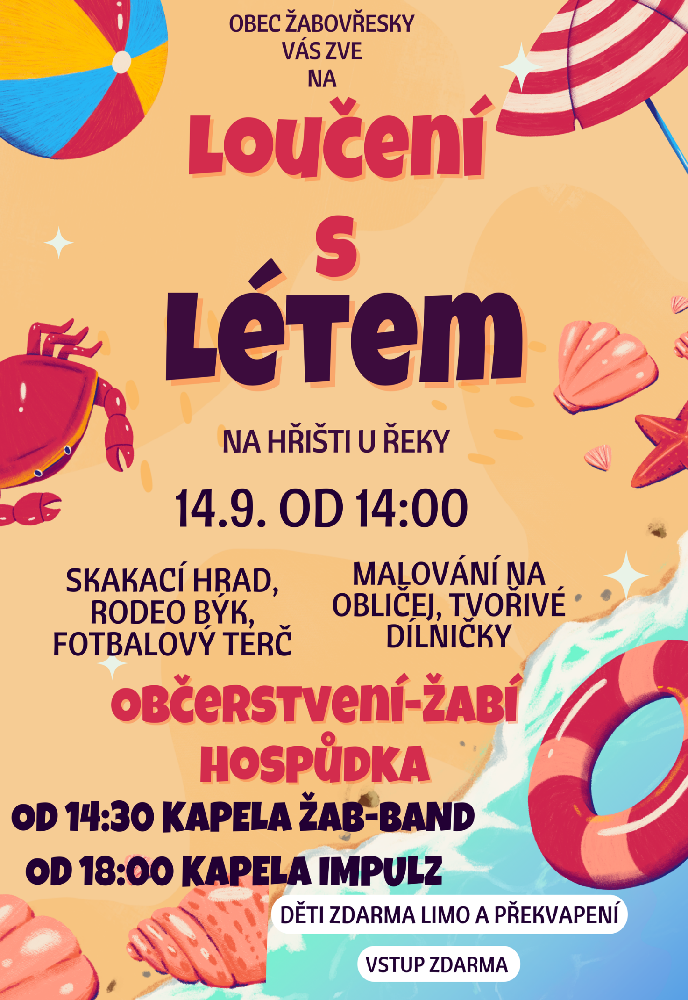 OBEC ŽABOVŘESKY
VÁS ZVE
NA
Loučení
s
Létem
NA HŘIŠTI U ŘEKY
14.9. OD 14:00
SKAKACÍ HRAD,
RODEO BÝK,
FOTBALOVÝ TERČ
MALOVÁNÍ NA
OBLIČEJ, TVOŘIVÉ
DÍLNIČKY
Občerstvení-Žabí
Hospůdka
OD 14:30 KAPELA ŽAB-BAND
OD 18:00 KAPELA IMPULZ
DĚTI ZDARMA LIMO A PŘEKVAPENÍ
VSTUP ZDARMA